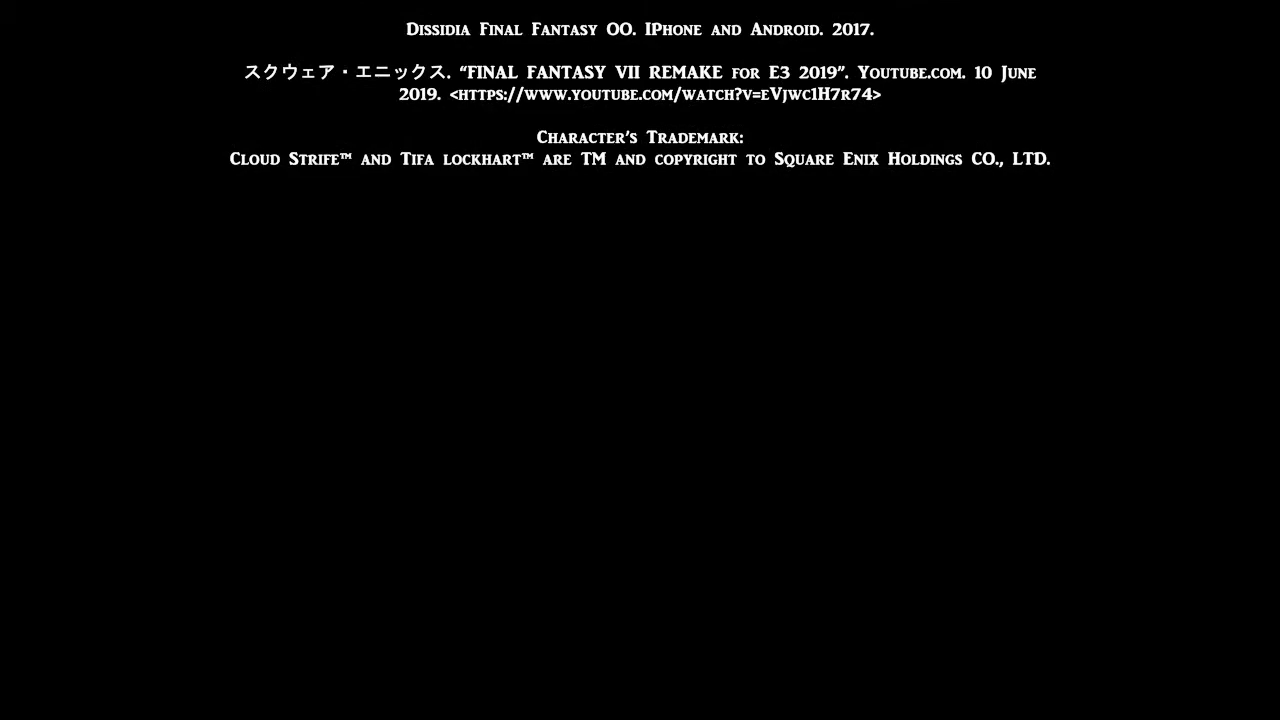 Dissidia Final Fantasy OO. IPhone and Android. 2017.
スクウェア・エニックス. “FINAL FANTASY VII REMAKE for E3 2019”. Youtube.com. 10 June
2019. <https://www.youtube.com/watch?v=eVjwc1H7r74>
Character’s Trademark:
Cloud Strife™ and Tifa lockhart™ are TM and copyright to Square Enix Holdings CO., LTD.